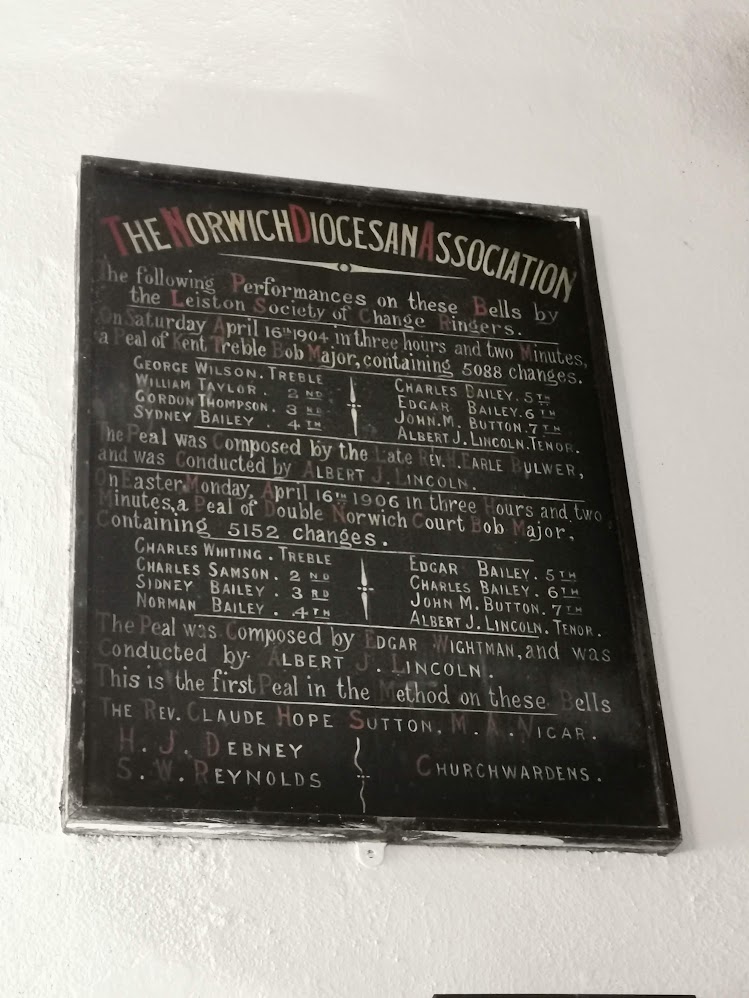 THE NORWICH DIOCESAN ASSOCIATION
The following Performances on these Bells by
the Leiston Society of Change Ringers.
On Saturday April 16th 1904 in three hours and two Minutes,
a Peal of Kent Treble Bob Major, containing 5088 changes.
GEORGE WILSON. TREBLE CHARLES BAILEY. 5TH
WILLIAM TAYLOR. 2ND EDGAR BAILEY. 6TH
GORDON THOMPSON. 3RD JOHN. M. BUTTON. 7TH
SYDNEY BAILEY. 4TH ALBERT J. LINCOLN. TENOR.
The Peal was Composed by the Late REV. H. EARLE BULWER,
and was Conducted by ALBERT J. LINCOLN.
On Easter Monday, April 16TH 1906 in three Hours and two
Minutes, a Peal of Double Norwich Court Bob Major,
Containing 5152 changes.
CHARLES WHITING. TREBLE EDGAR BAILEY. 5TH
CHARLES SAMSON. 2ND CHARLES BAILEY. 6TH
SIDNEY BAILEY. 3RD JOHN M. BUTTON. 7TH
NORMAN BAILEY. 4TH ALBERT J. LINCOLN. TENOR.
The Peal was Composed by EDGAR WIGHTMAN, and was
Conducted by ALBERT J. LINCOLN.
This is the first Peal in the Method on these Bells
THE REV. CLAUDE HOPE SUTTON. M.A. VICAR.
H. J. DEBNEY
S. W. REYNOLDS CHURCHWARDENS.